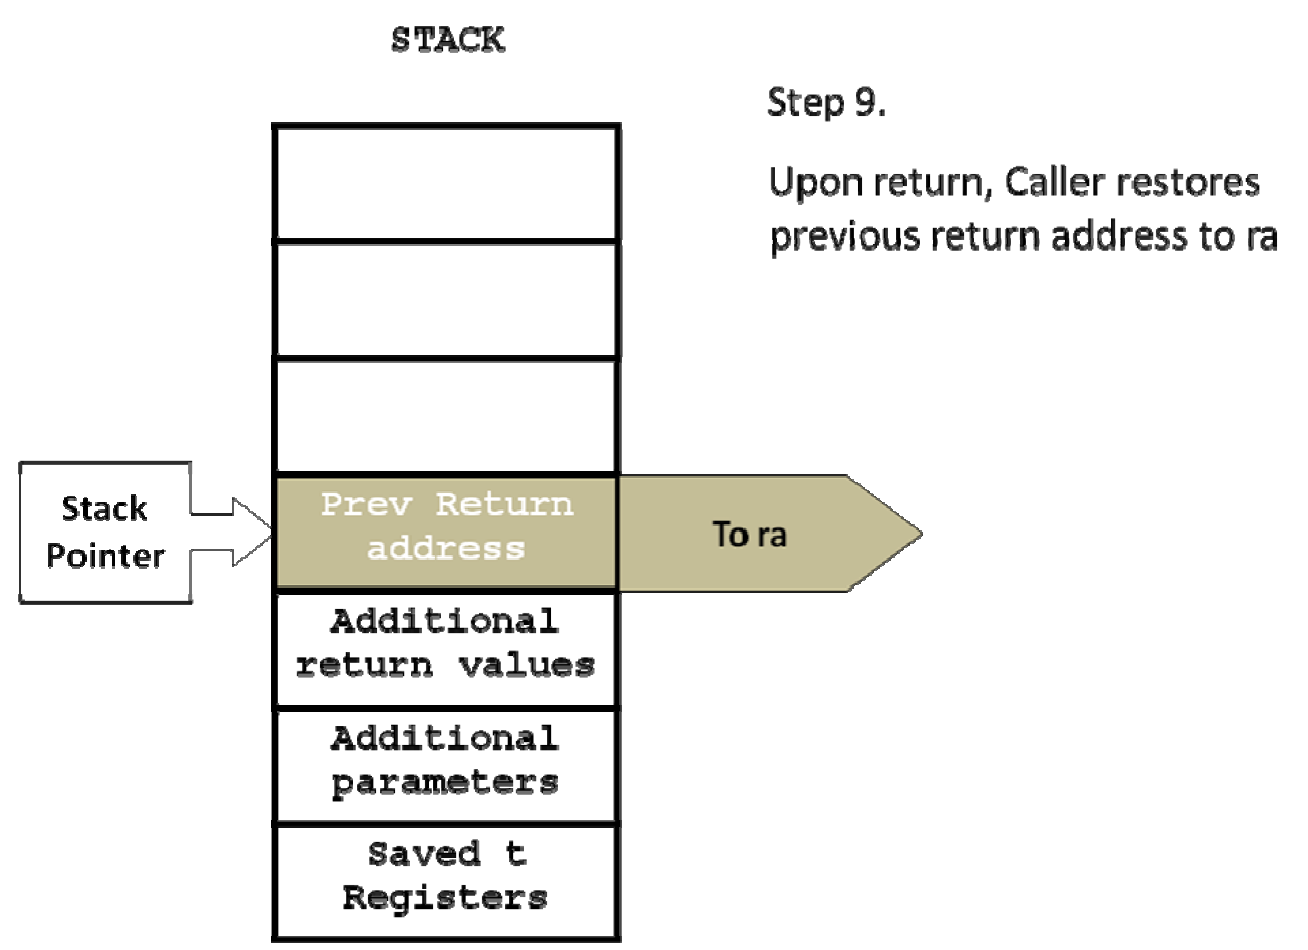 STACK
Step 9.
Upon return, Caller restores
previous return address to ra
Stack
Pointer
Prev Return
address
To ra
Additional
return values
Additional
parameters
Saved t
Registers